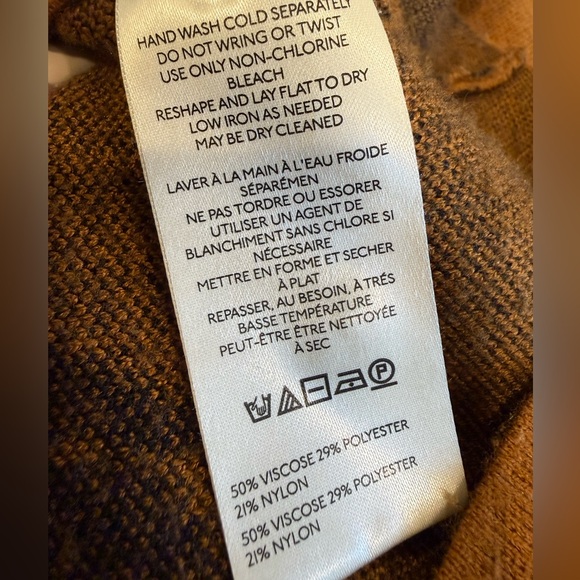 HAND WASH COLD SEPARATELY
DO NOT WRING OR TWIST
USE ONLY NON-CHLORINE
BLEACH
RESHAPE AND LAY FLAT TO DRY
LOW IRON AS NEEDED
MAY BE DRY CLEANED
LAVER À LA MAIN À L'EAU FROIDE
SÉPARÉMEN
NE PAS TORDRE OU ESSORER
UTILISER UN AGENT DE
BLANCHIMENT SANS CHLORE SI
NÉCESSAIRE
METTRE EN FORME ET SECHER
À PLAT
REPASSER, AU BESOIN, À TRÉS
BASSE TEMPÉRATURE
PEUT-ÊTRE ÊTRE NETTOYÉE
À SEC
P
50% VISCOSE 29% POLYESTER
21% NYLON
50% VISCOSE 29% POLYESTER
21% NYLON